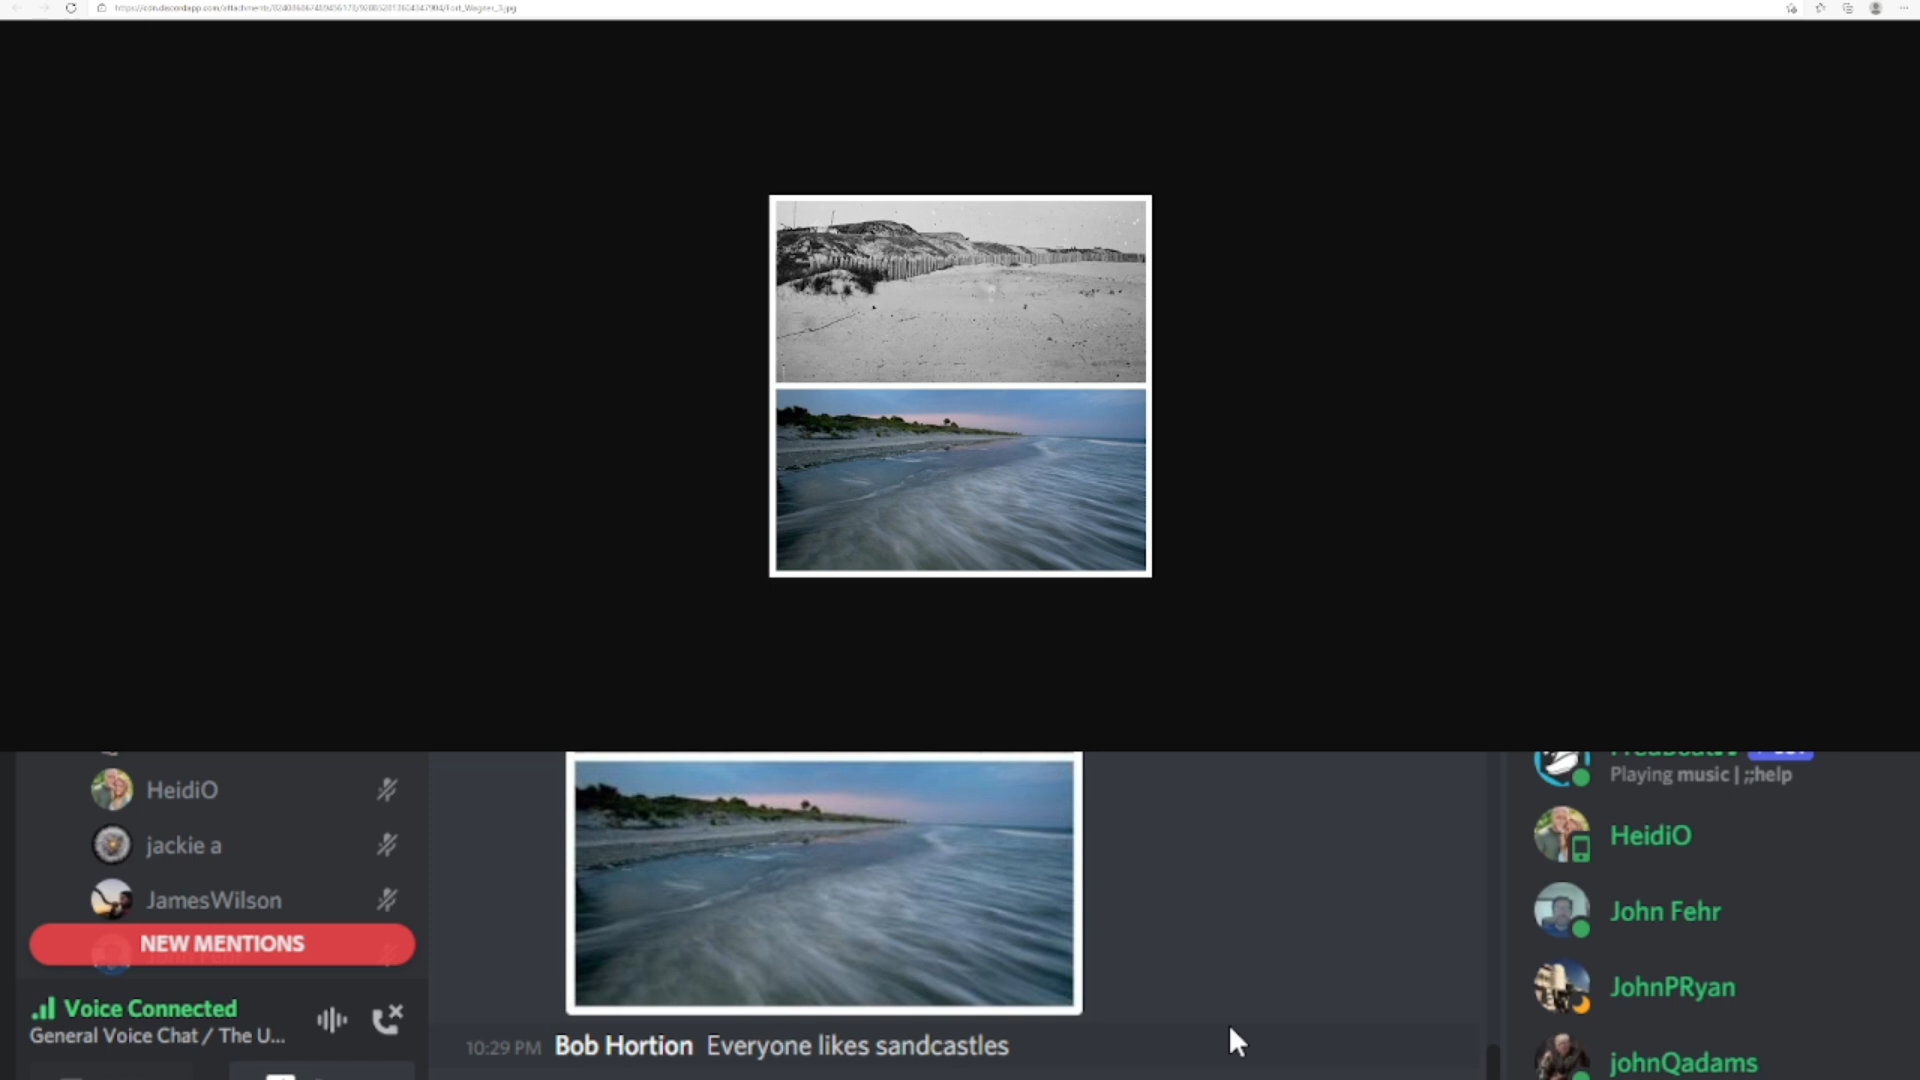 HeidiO
jackie a
JamesWilson
NEW MENTIONS
Voice Connected
General Voice Chat / The U...
10:29 PM Bob Hortion Everyone likes sandcastles
Playing music | ;;help
HeidiO
John Fehr
JohnPRyan
johnQadams